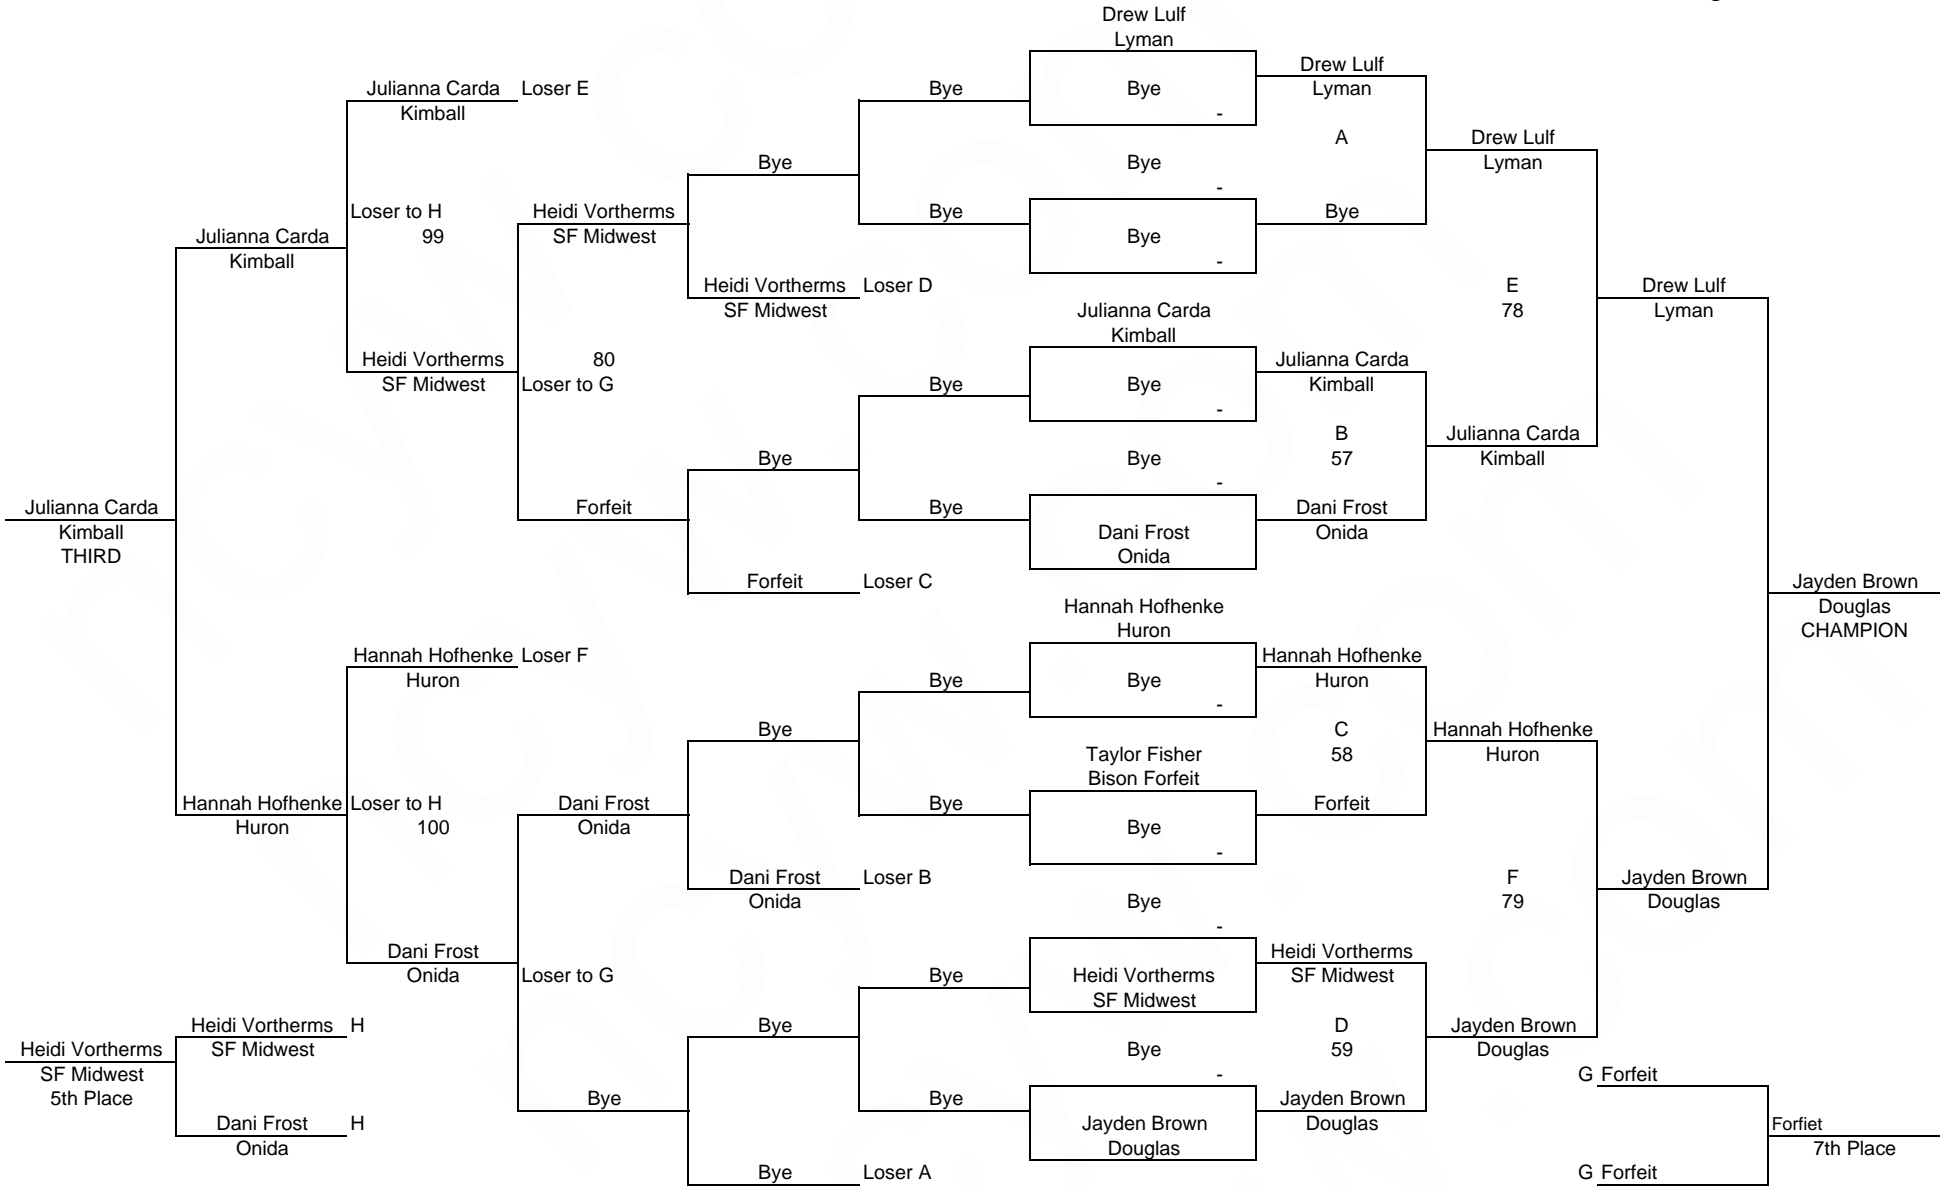 Drew Lulf
Lyman
Drew Lulf
Julianna Carda Loser E
Bye
Bye
Lyman
Kimball
-
A
Drew Lulf
Bye
Bye
Lyman
-
Loser to H
Heidi Vortherms
Bye
Bye
Julianna Carda
99
SF Midwest
Bye
Kimball
-
Heidi Vortherms Loser D
E
Drew Lulf
SF Midwest
Julianna Carda
78
Lyman
Kimball
Heidi Vortherms
80
Julianna Carda
SF Midwest
Loser to G
Bye
Bye
Kimball
-
B
Julianna Carda
Bye
Bye
57
Kimball
-
Julianna Carda
Forfeit
Bye
Dani Frost
Kimball
Dani Frost
Onida
THIRD
Onida
Forfeit
Loser C
Jayden Brown
Hannah Hofhenke
Douglas
Huron
CHAMPION
Hannah Hofhenke Loser F
Hannah Hofhenke
Huron
Bye
Bye
Huron
-
Bye
C
Hannah Hofhenke
Taylor Fisher
58
Huron
Bison Forfeit
Hannah Hofhenke Loser to H
Dani Frost
Bye
Forfeit
Huron
100
Onida
Bye
-
Dani Frost
Loser B
F
Jayden Brown
Onida
Bye
79
Douglas
-
Dani Frost
Heidi Vortherms
Onida
Loser to G
Bye
Heidi Vortherms
SF Midwest
SF Midwest
Heidi Vortherms H
Bye
D
Jayden Brown
Heidi Vortherms
SF Midwest
Bye
59
Douglas
SF Midwest
-
G Forfeit
5th Place
Bye
Bye
Jayden Brown
Dani Frost
H
Jayden Brown
Douglas
Forfiet
Onida
Douglas
7th Place
Bye
Loser A
G Forfeit